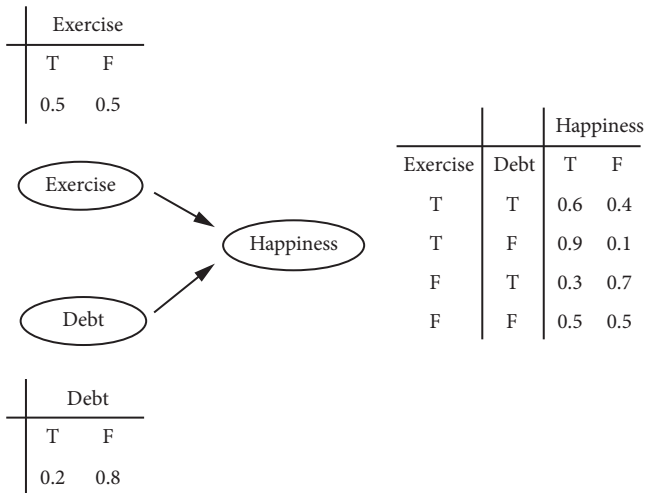 Exercise
T F
0.5 0.5
Exercise
Happiness
Debt
Debt
T F
0.2 0.8
Happiness
Exercise Debt T F
T T 0.6 0.4
T F 0.9 0.1
F T 0.3 0.7
F F 0.5 0.5